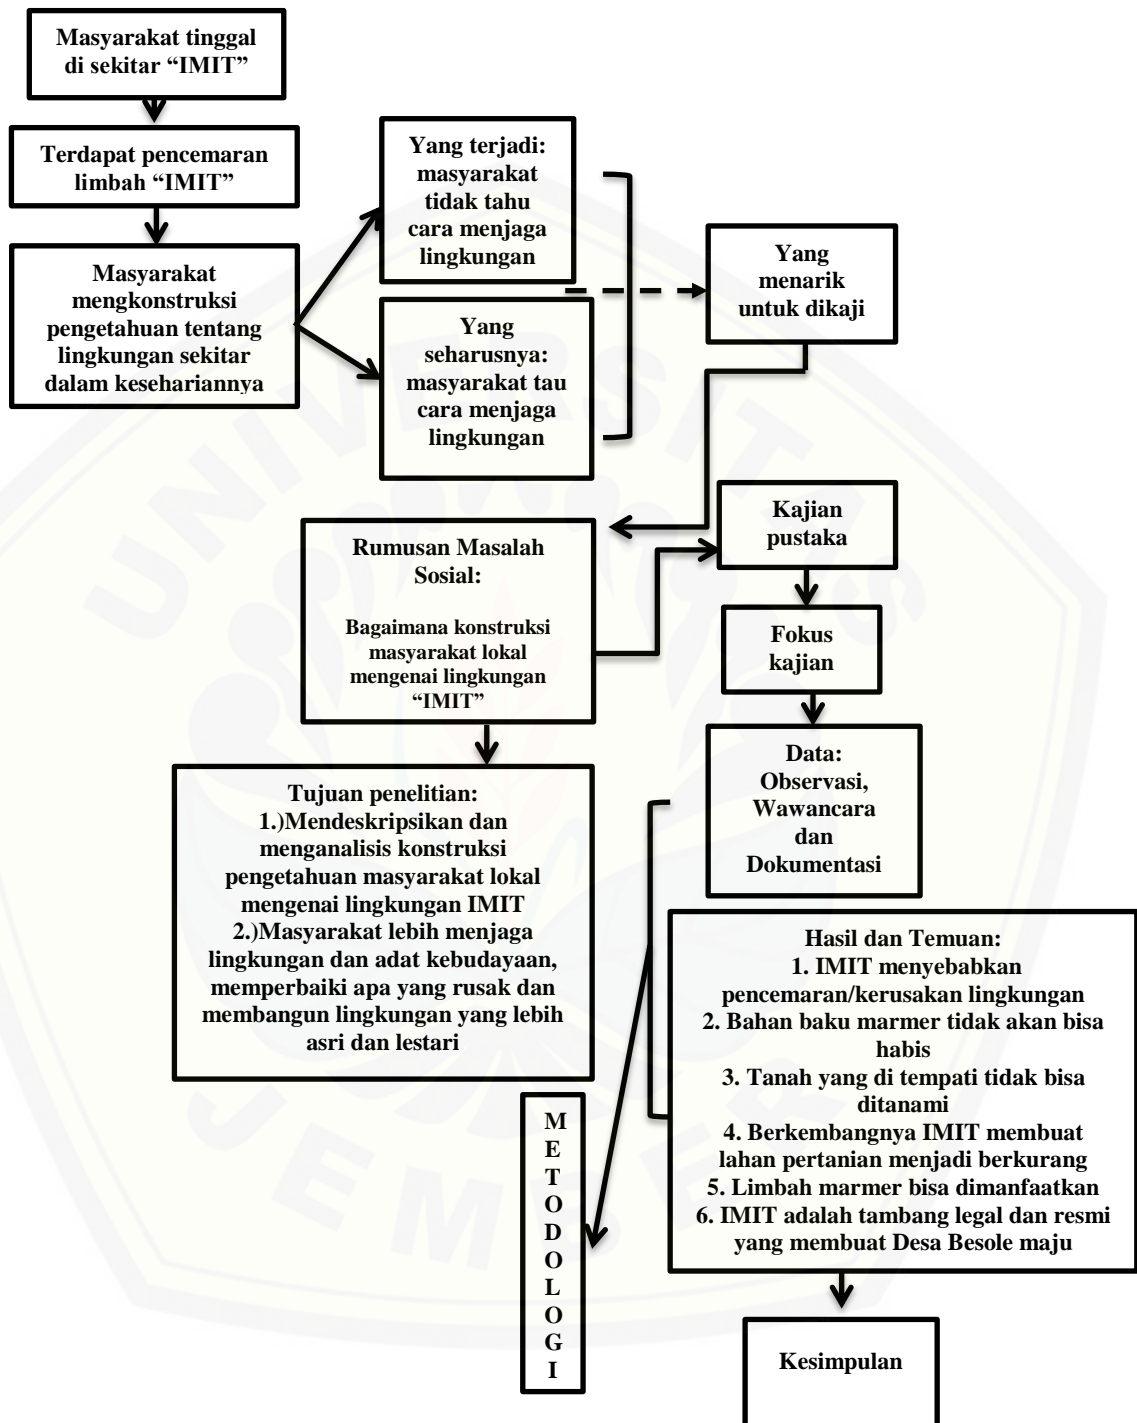 Masyarakat tinggal
di sekitar “IMIT”
Terdapat pencemaran
limbah “IMIT”
Masyarakat
mengkonstruksi
pengetahuan tentang
lingkungan sekitar
dalam kesehariannya
Yang terjadi:
masyarakat
tidak tahu
cara menjaga
lingkungan
Yang
seharusnya:
masyarakat tau
cara menjaga
lingkungan
Yang
menarik
untuk dikaji
Rumusan Masalah
Sosial:
Bagaimana konstruksi
masyarakat lokal
mengenai lingkungan
“IMIT”
Kajian
pustaka
Fokus
kajian
Data:
Observasi,
Wawancara
dan
Dokumentasi
Tujuan penelitian:
1.)Mendeskripsikan dan
menganalisis konstruksi
pengetahuan masyarakat lokal
mengenai lingkungan IMIT
2.)Masyarakat lebih menjaga
lingkungan dan adat kebudayaan,
memperbaiki apa yang rusak dan
membangun lingkungan yang lebih
asri dan lestari
M
E
T
O
D
O
L
O
G
I
Hasil dan Temuan:
1. IMIT menyebabkan
pencemaran/kerusakan lingkungan
2. Bahan baku marmer tidak akan bisa
habis
3. Tanah yang di tempati tidak bisa
ditanami
4. Berkembangnya IMIT membuat
lahan pertanian menjadi berkurang
5. Limbah marmer bisa dimanfaatkan
6. IMIT adalah tambang legal dan resmi
yang membuat Desa Besole maju
Kesimpulan
UNIVERSITAS
JEMBER